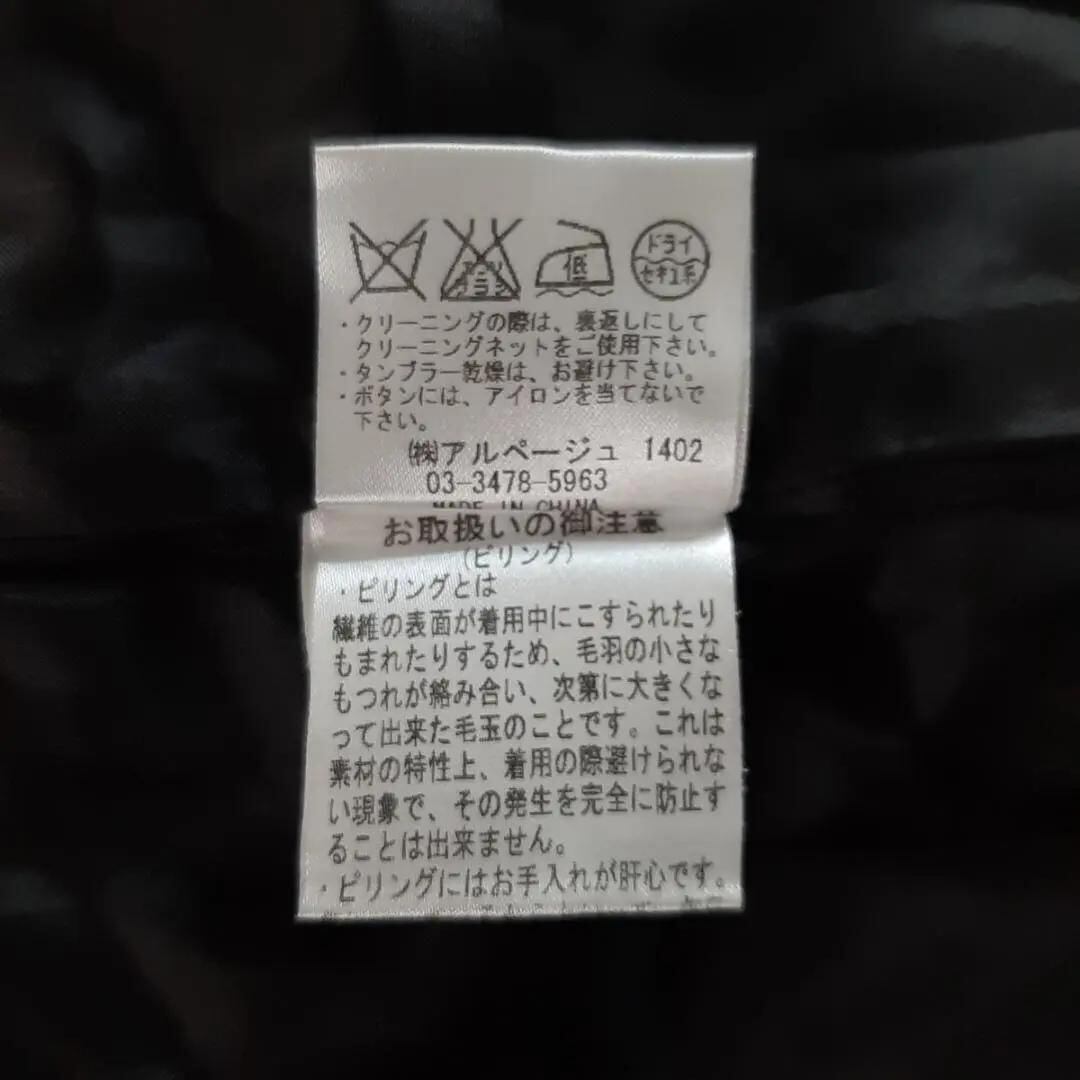 エンソ
サラシ
低
ドライ
セキユ系
・クリーニングの際は、裏返しにして
クリーニングネットをご使用下さい。
・タンブラー乾燥は、お避け下さい。
・ボタンには、アイロンを当てないで
下さい。
㈱アルページュ 1402
03-3478-5963
MADE IN CHINA
お取扱いの御注意
(ピリング)
・ピリングとは
繊維の表面が着用中にこすられたり
もまれたりするため、毛羽の小さな
もつれが絡み合い、次第に大きくな
って出来た毛玉のことです。これは
素材の特性上、着用の際避けられな
い現象で、その発生を完全に防止す
ることは出来ません。
・ピリングにはお手入れが肝心です。